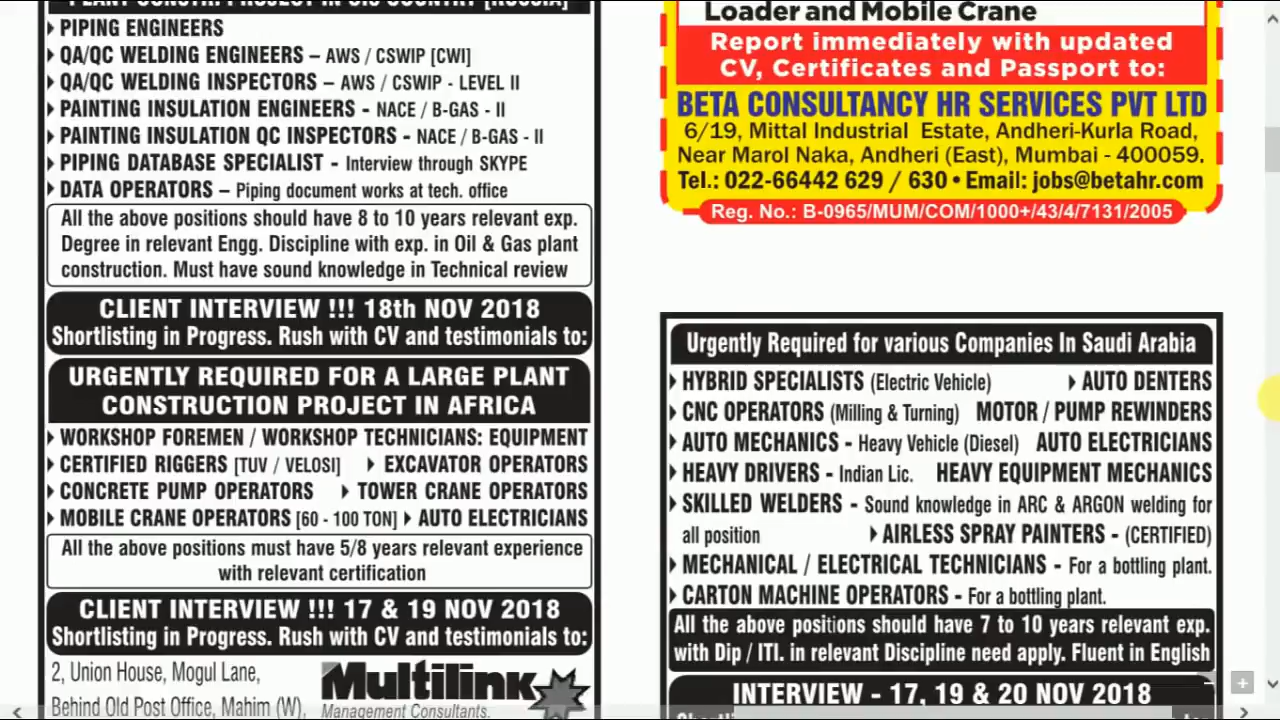 PLANT CONSTR. PROJECT IN CIS COUNTRY [RUSSIA]
PIPING ENGINEERS
QA/QC WELDING ENGINEERS – AWS / CSWIP [CWI]
QA/QC WELDING INSPECTORS – AWS / CSWIP - LEVEL II
PAINTING INSULATION ENGINEERS - NACE / B-GAS - II
PAINTING INSULATION QC INSPECTORS - NACE / B-GAS - II
PIPING DATABASE SPECIALIST - Interview through SKYPE
DATA OPERATORS – Piping document works at tech. office
All the above positions should have 8 to 10 years relevant exp.
Degree in relevant Engg. Discipline with exp. in Oil & Gas plant
construction. Must have sound knowledge in Technical review
CLIENT INTERVIEW !!! 18th NOV 2018
Shortlisting in Progress. Rush with CV and testimonials to:
URGENTLY REQUIRED FOR A LARGE PLANT
CONSTRUCTION PROJECT IN AFRICA
WORKSHOP FOREMEN / WORKSHOP TECHNICIANS: EQUIPMENT
CERTIFIED RIGGERS [TUV / VELOSI] EXCAVATOR OPERATORS
CONCRETE PUMP OPERATORS TOWER CRANE OPERATORS
MOBILE CRANE OPERATORS [60 - 100 TON] AUTO ELECTRICIANS
All the above positions must have 5/8 years relevant experience
with relevant certification
CLIENT INTERVIEW !!! 17 & 19 NOV 2018
Shortlisting in Progress. Rush with CV and testimonials to:
2, Union House, Mogul Lane,
Behind Old Post Office, Mahim (W),
Multilink
Management Consultants.
Loader and Mobile Crane
Report immediately with updated
CV, Certificates and Passport to:
BETA CONSULTANCY HR SERVICES PVT LTD
6/19, Mittal Industrial Estate, Andheri-Kurla Road,
Near Marol Naka, Andheri (East), Mumbai - 400059.
Tel.: 022-66442 629 / 630 • Email: jobs@betahr.com
Reg. No.: B-0965/MUM/COM/1000+/43/4/7131/2005
Urgently Required for various Companies In Saudi Arabia
HYBRID SPECIALISTS (Electric Vehicle) AUTO DENTERS
CNC OPERATORS (Milling & Turning) MOTOR / PUMP REWINDERS
AUTO MECHANICS - Heavy Vehicle (Diesel) AUTO ELECTRICIANS
HEAVY DRIVERS - Indian Lic. HEAVY EQUIPMENT MECHANICS
SKILLED WELDERS - Sound knowledge in ARC & ARGON welding for
all position AIRLESS SPRAY PAINTERS - (CERTIFIED)
MECHANICAL / ELECTRICAL TECHNICIANS - For a bottling plant.
CARTON MACHINE OPERATORS - For a bottling plant.
All the above positions should have 7 to 10 years relevant exp.
with Dip / ITI. in relevant Discipline need apply. Fluent in English
INTERVIEW - 17, 19 & 20 NOV 2018